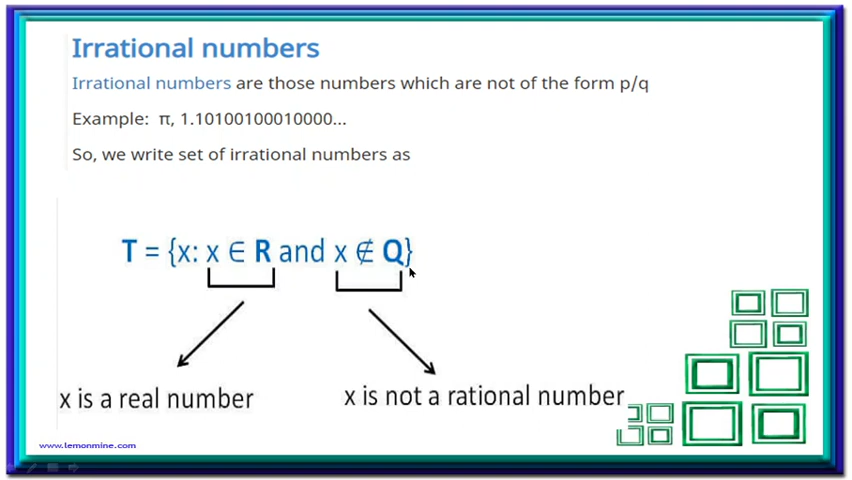 Irrational numbers
Irrational numbers are those numbers which are not of the form p/q
Example: π, 1.10100100010000...
So, we write set of irrational numbers as
T = {x: x ∈ R and x ∉ Q}
x is a real number
x is not a rational number
www.lemonmine.com